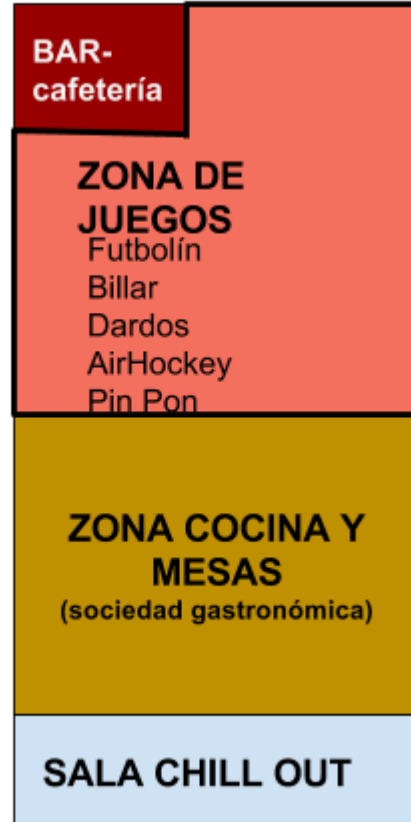 BAR-
cafetería
ZONA DE
JUEGOS
Futbolín
Billar
Dardos
AirHockey
Pin Pon
ZONA COCINA Y
MESAS
(sociedad gastronómica)
SALA CHILL OUT